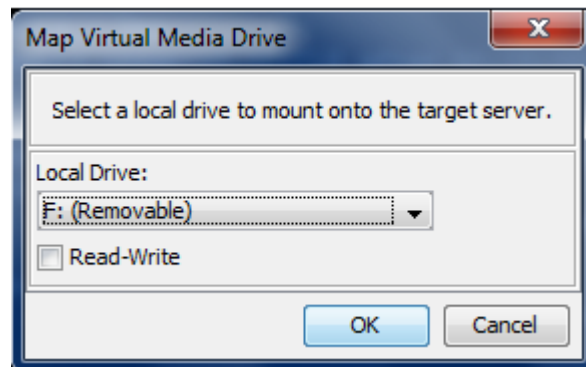 Map Virtual Media Drive
Select a local drive to mount onto the target server.
Local Drive:
F: (Removable)
Read-Write
OK
Cancel